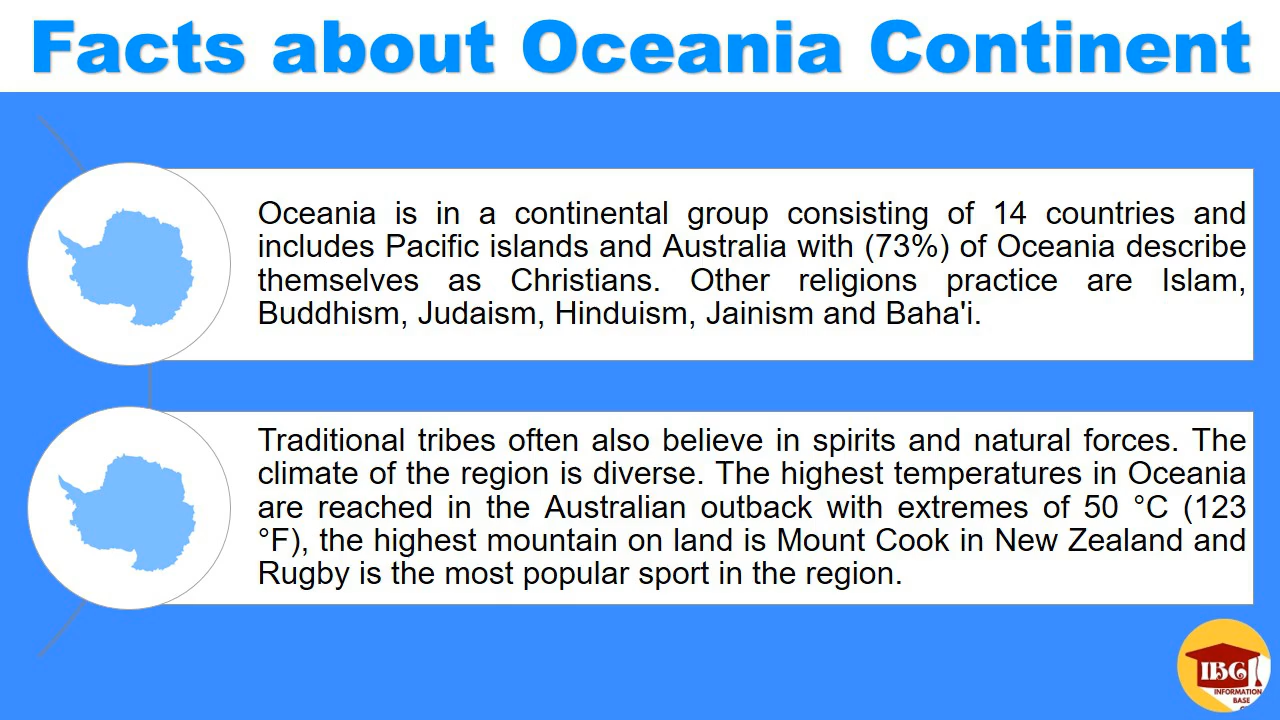 Facts about Oceania Continent
Oceania is in a continental group consisting of 14 countries and
includes Pacific islands and Australia with (73%) of Oceania describe
themselves as Christians. Other religions practice are Islam,
Buddhism, Judaism, Hinduism, Jainism and Baha'i.
Traditional tribes often also believe in spirits and natural forces. The
climate of the region is diverse. The highest temperatures in Oceania
are reached in the Australian outback with extremes of 50 °C (123
°F), the highest mountain on land is Mount Cook in New Zealand and
Rugby is the most popular sport in the region.
IBG
INFORMATION
BASE